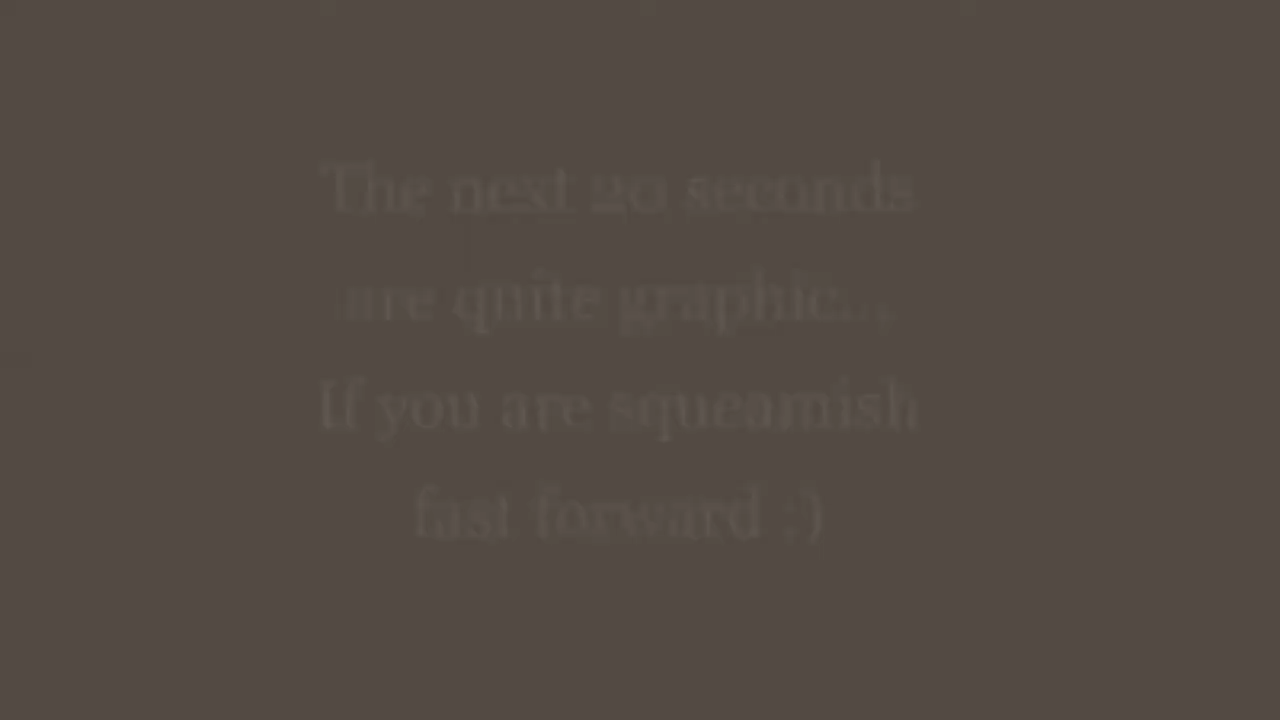 The next 20 seconds
are quite graphic...
If you are squeamish
fast forward :)